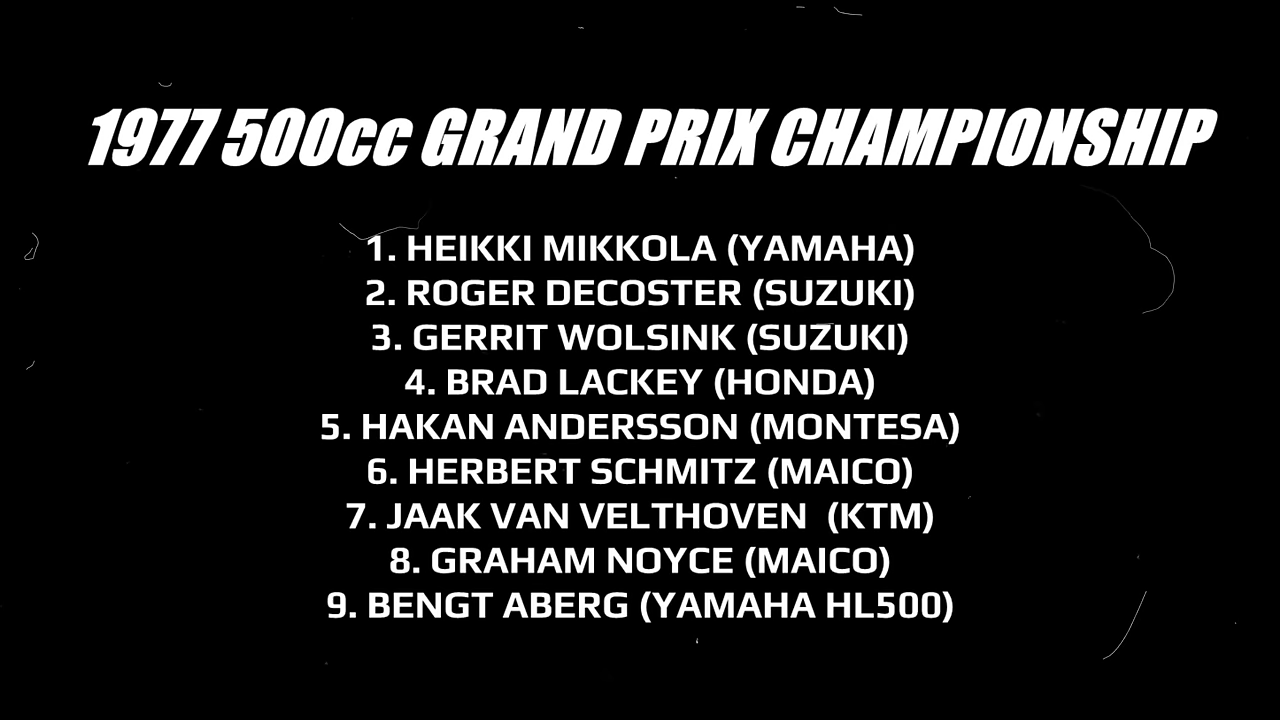 1977 500cc GRAND PRIX CHAMPIONSHIP
1. HEIKKI MIKKOLA (YAMAHA)
2. ROGER DECOSTER (SUZUKI)
3. GERRIT WOLSINK (SUZUKI)
4. BRAD LACKEY (HONDA)
5. HAKAN ANDERSSON (MONTESA)
6. HERBERT SCHMITZ (MAICO)
7. JAAK VAN VELTHOVEN (KTM)
8. GRAHAM NOYCE (MAICO)
9. BENGT ABERG (YAMAHA HL500)